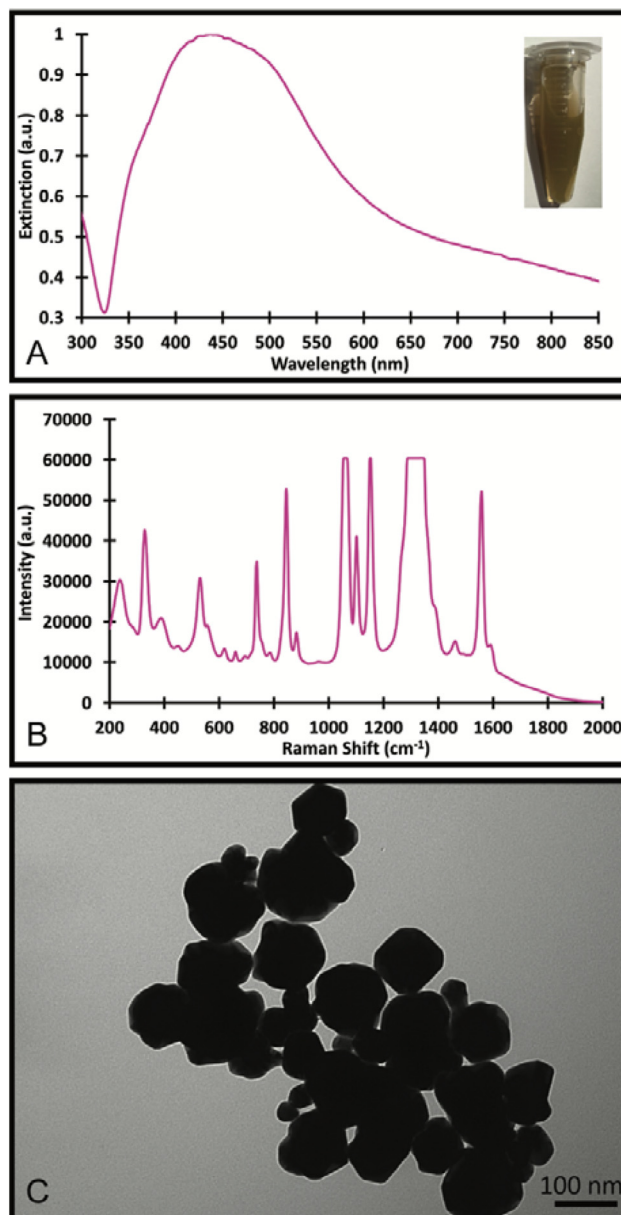 1
0.9
0.8
0.7
0.6
0.5
0.4
0.3
Extinction (a.u.)
300 350 400 450 500 550 600 650 700 750 800 850
Wavelength (nm)
A
70000
60000
50000
40000
30000
20000
10000
0
Intensity (a.u.)
200 400 600 800 1000 1200 1400 1600 1800 2000
Raman Shift (cm⁻¹)
B
C
100 nm